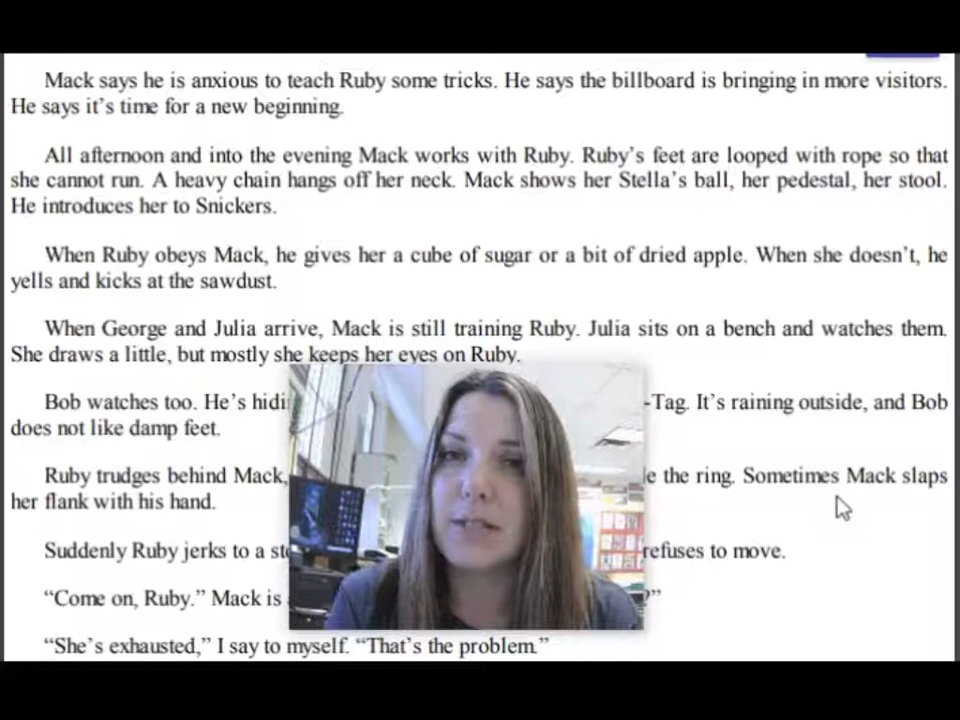 Mack says he is anxious to teach Ruby some tricks. He says the billboard is bringing in more visitors.
He says it’s time for a new beginning.
All afternoon and into the evening Mack works with Ruby. Ruby’s feet are looped with rope so that
she cannot run. A heavy chain hangs off her neck. Mack shows her Stella’s ball, her pedestal, her stool.
He introduces her to Snickers.
When Ruby obeys Mack, he gives her a cube of sugar or a bit of dried apple. When she doesn’t, he
yells and kicks at the sawdust.
When George and Julia arrive, Mack is still training Ruby. Julia sits on a bench and watches them.
She draws a little, but mostly she keeps her eyes on Ruby.
Bob watches too. He’s -Tag. It’s raining outside, and Bob
does not like damp feet.
Ruby trudges behind Mack, the ring. Sometimes Mack slaps
her flank with his hand.
Suddenly Ruby jerks to a refuses to move.
“Come on, Ruby.” Mack is ”
“She’s exhausted,” I say to myself. “That’s the problem.”